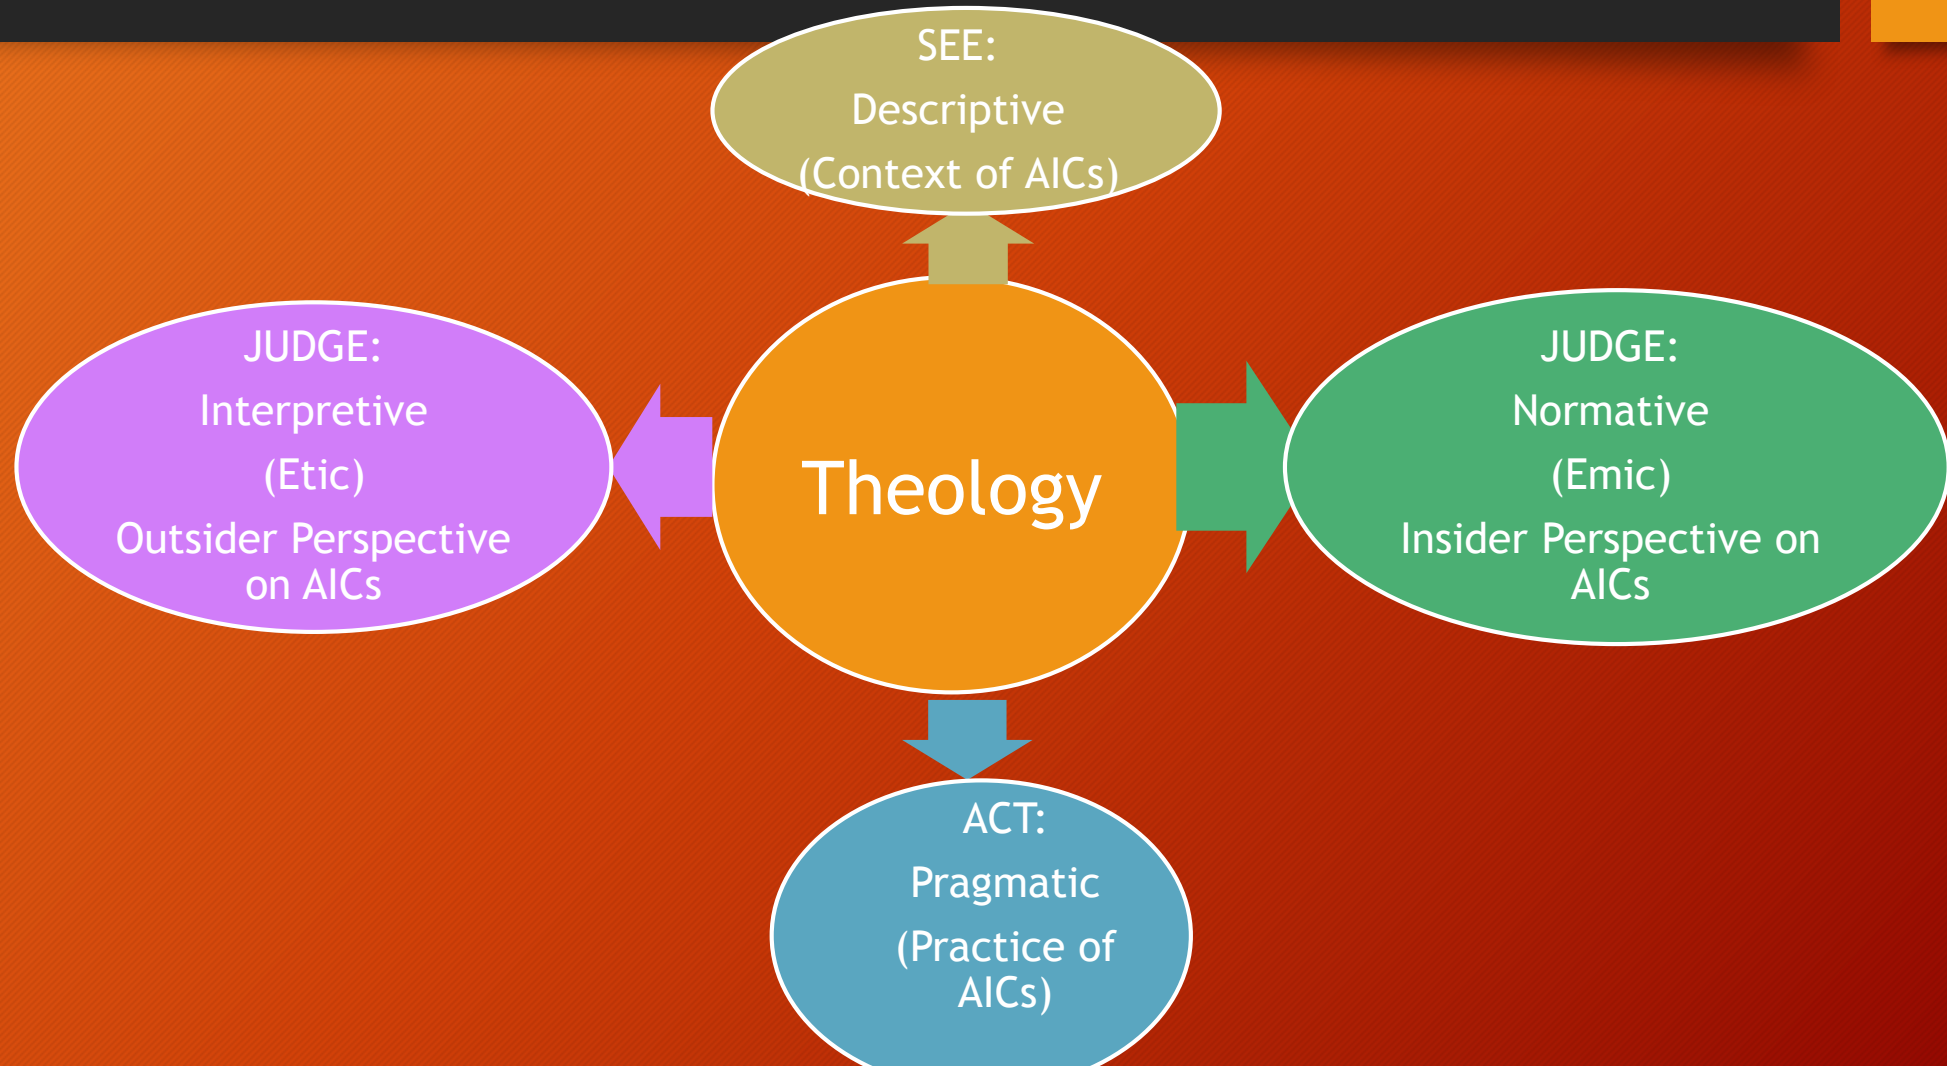 SEE:
Descriptive
(Context of AICs)
JUDGE:
Interpretive
(Etic)
Outsider Perspective
on AICs
Theology
JUDGE:
Normative
(Emic)
Insider Perspective on
AICs
ACT:
Pragmatic
(Practice of
AICs)